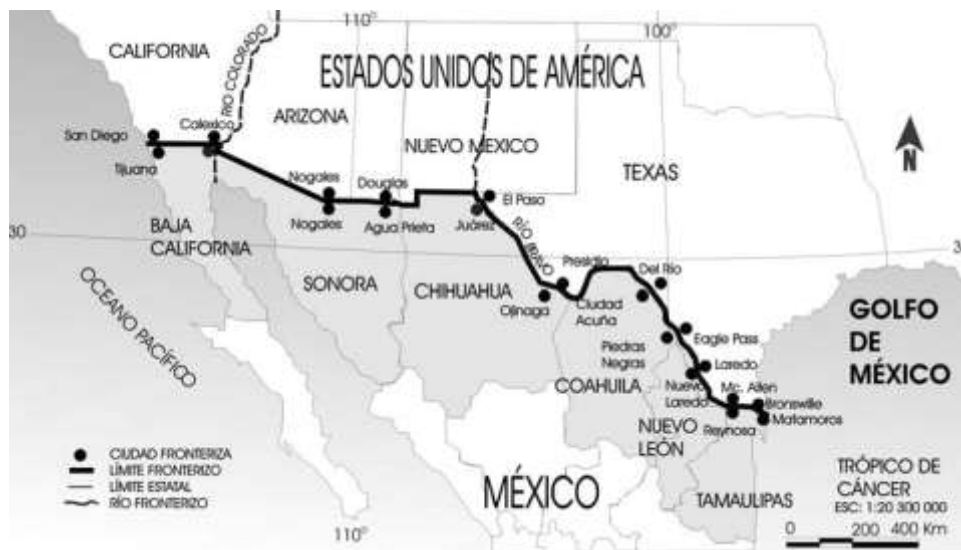 110°
100°
CALIFORNIA
RIO COLORADO
ESTADOS UNIDOS DE AMÉRICA
ARIZONA
San Diego
Calexico
NUEVO MEXICO
N
Tijuana
TEXAS
Nogales
Douglas
El Paso
Nogales
Agua Prieta
Juárez
BAJA
CALIFORNIA
30
SONORA
CHIHUAHUA
Presidio
Del Río
Ojinaga
Ciudad
Acuña
OCEANO PACÍFICO
GOLFO
DE
MÉXICO
Eagle Pass
Piedras
Negras
Laredo
COAHUILA
Nuevo
Laredo
Mc. Allen
Bronsville
Matamoros
Reynosa
NUEVO
LEÓN
MÉXICO
TAMAULIPAS
CIUDAD FRONTERIZA
LÍMITE FRONTERIZO
LÍMITE ESTATAL
RÍO FRONTERIZO
110°
TRÓPICO DE
CÁNCER
ESC: 1:20 300 000
0 200 400 Km